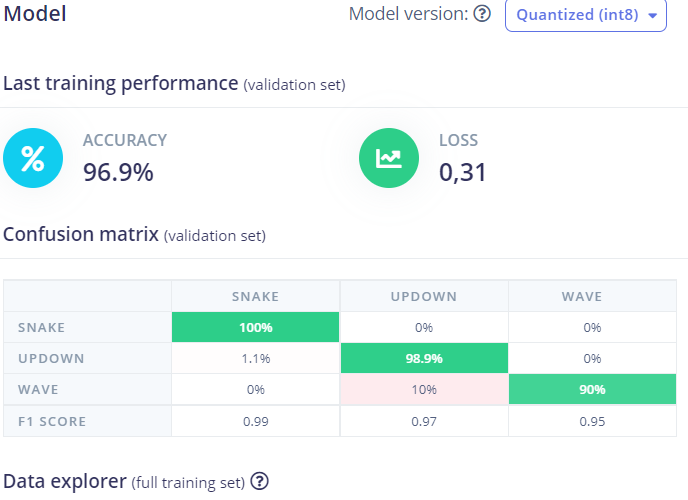 Model Model version: Quantized (int8)
Last training performance (validation set)
% ACCURACY LOSS
96.9% 0,31
Confusion matrix (validation set)
SNAKE UPDOWN WAVE
SNAKE 100% 0% 0%
UPDOWN 1.1% 98.9% 0%
WAVE 0% 10% 90%
F1 SCORE 0.99 0.97 0.95
Data explorer (full training set)